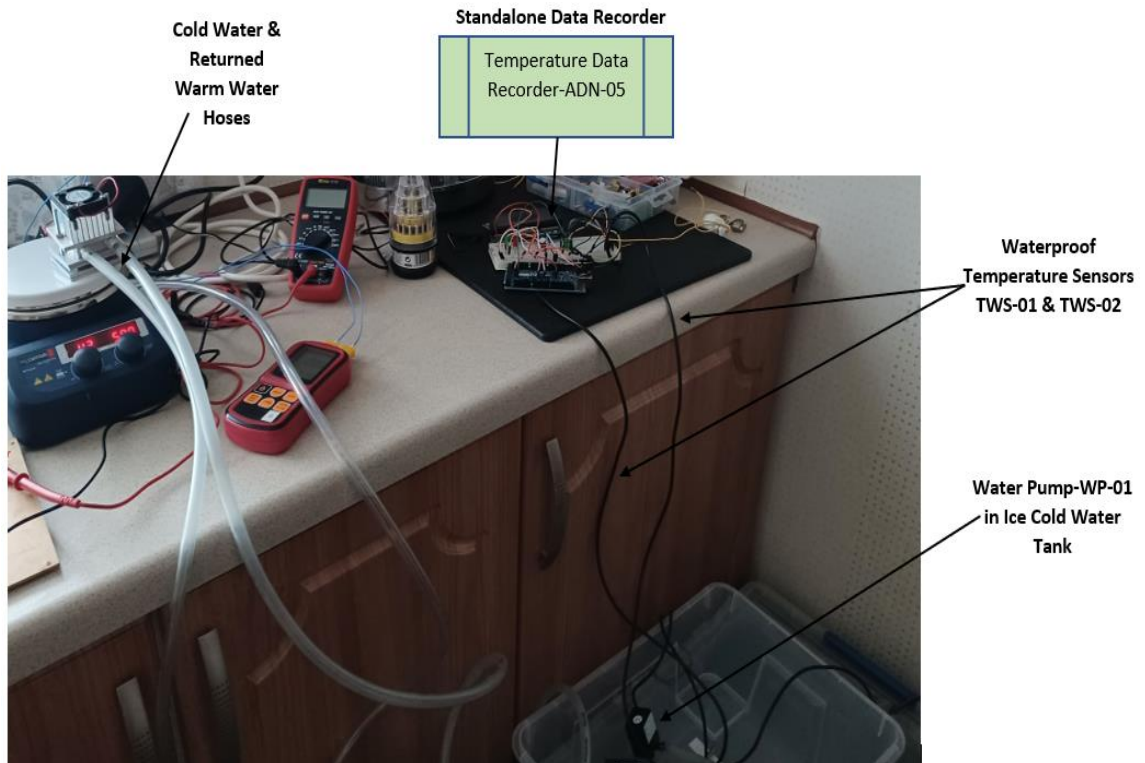 Standalone Data Recorder
Cold Water &
Returned
Warm Water
Hoses
Temperature Data
Recorder-ADN-05
Waterproof
Temperature Sensors
TWS-01 & TWS-02
Water Pump-WP-01
in Ice Cold Water
Tank